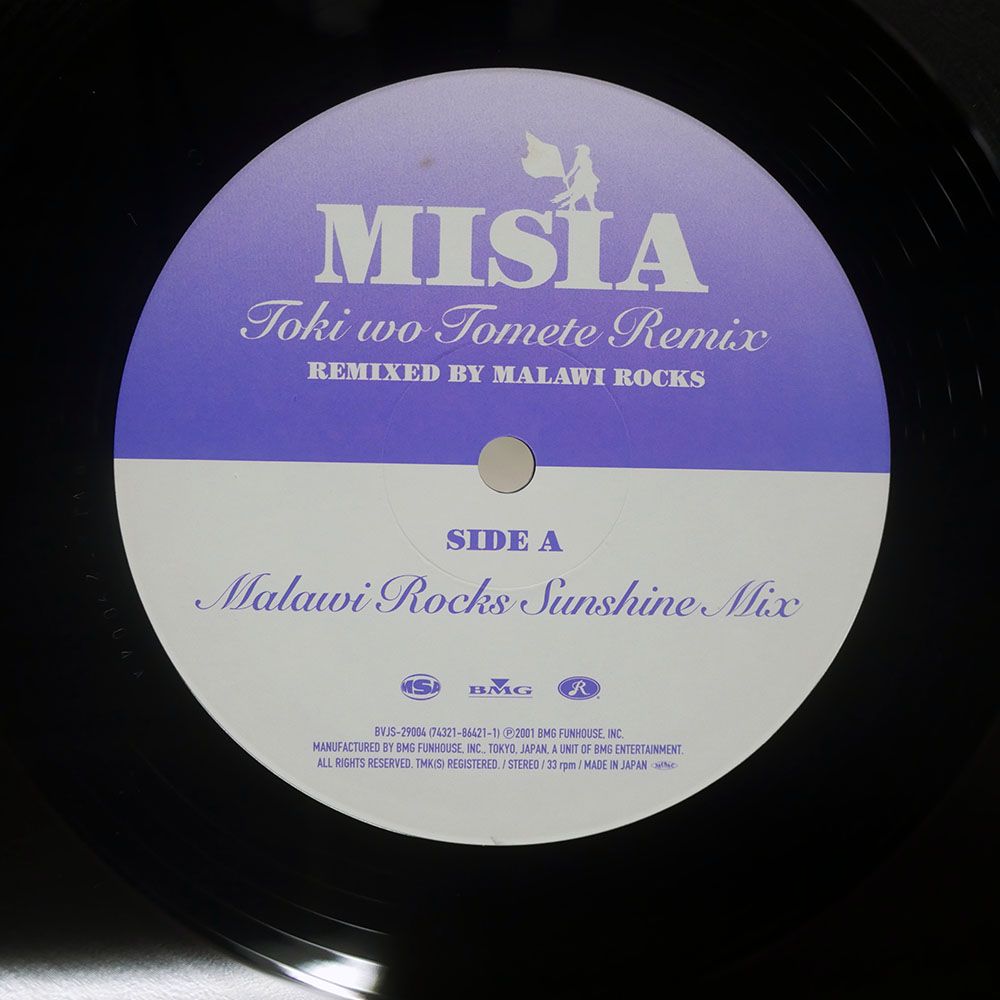 MISIA
Toki wo Tomete Remix
REMIXED BY MALAWI ROCKS
SIDE A
Malawi Rocks Sunshine Mix
BMG R
BVJS-29004 (74321-86421-1) Ⓟ2001 BMG FUNHOUSE, INC.
MANUFACTURED BY BMG FUNHOUSE, INC., TOKYO, JAPAN, A UNIT OF BMG ENTERTAINMENT.
ALL RIGHTS RESERVED. TMK(S) REGISTERED. / STEREO / 33 rpm / MADE IN JAPAN